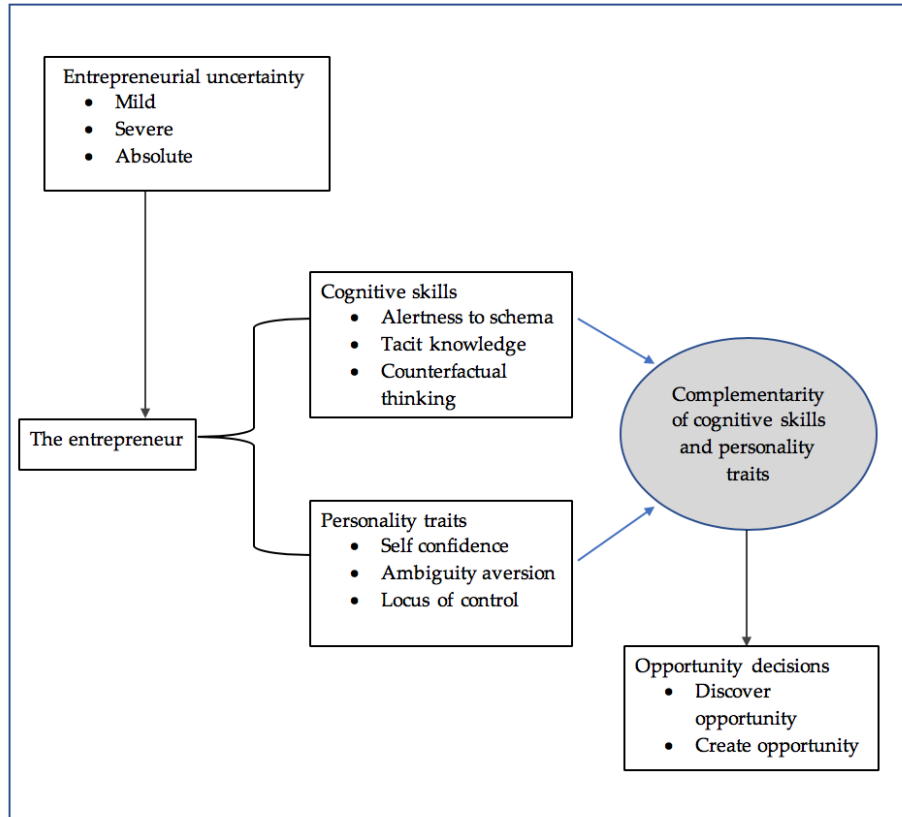 Entrepreneurial uncertainty
• Mild
• Severe
• Absolute
Cognitive skills
• Alertness to schema
• Tacit knowledge
• Counterfactual
thinking
The entrepreneur
Complementarity
of cognitive skills
and personality
traits
Personality traits
• Self confidence
• Ambiguity aversion
• Locus of control
Opportunity decisions
• Discover
opportunity
• Create opportunity